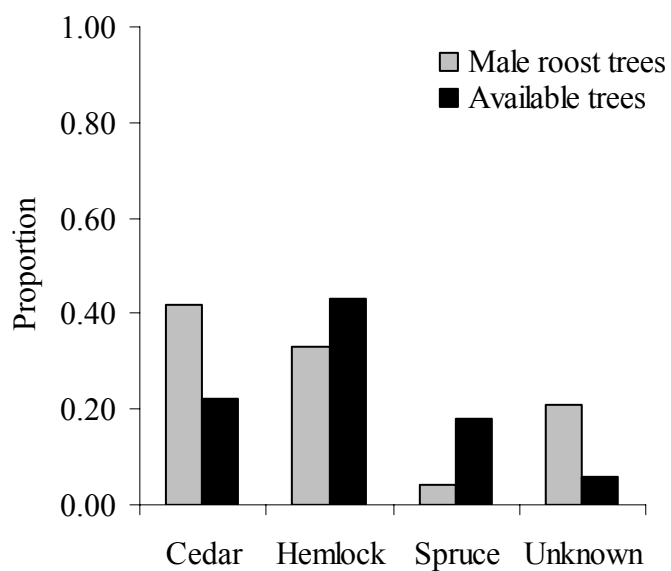 1.00
Male roost trees
Available trees
0.80
0.60
Proportion
0.40
0.20
0.00
Cedar Hemlock Spruce Unknown